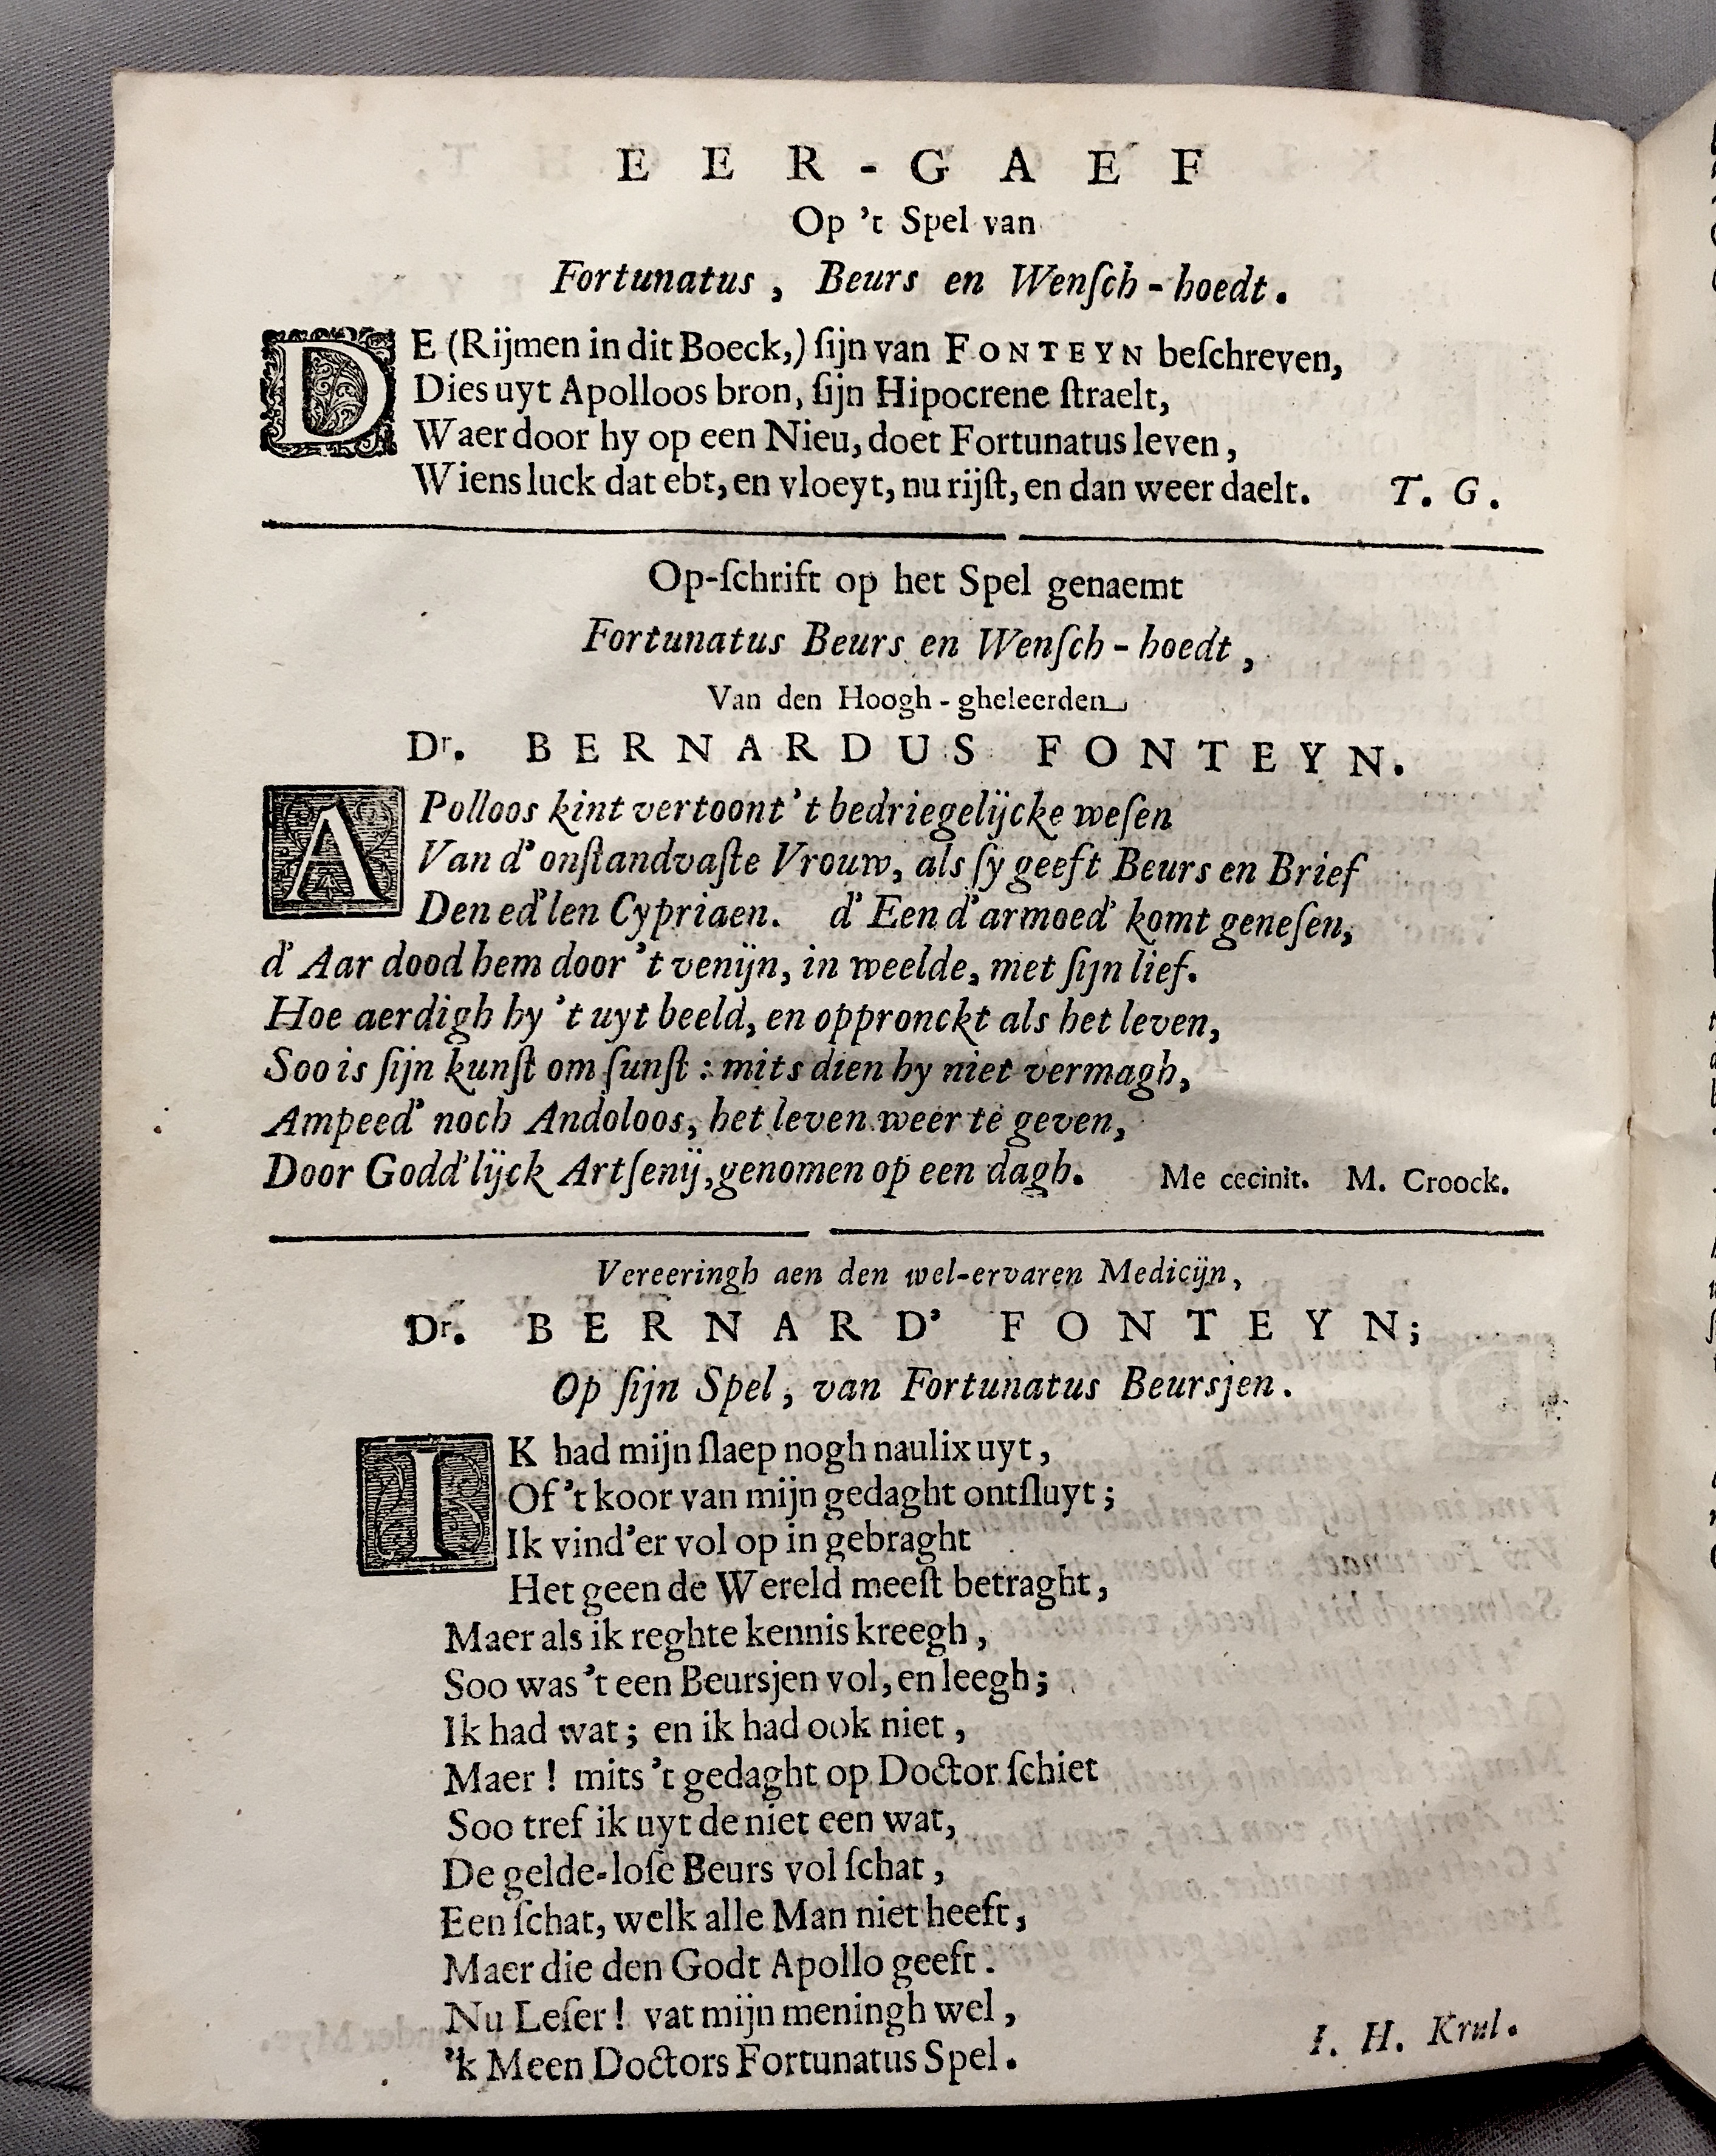 EER-GAEF
Op 't Spel van
Fortunatus, Beurs en Wenſch-hoedt.
DE (Rijmen in dit Boeck,) ſijn van FONTEYN beſchreven,
Dies uyt Apolloos bron, ſijn Hipocrene ſtraelt,
Waer door hy op een Nieu, doet Fortunatus leven,
Wiens luck dat ebt, en vloeyt, nu rijſt, en dan weer daelt. T. G.
Op-ſchrift op het Spel genaemt
Fortunatus Beurs en Wenſch-hoedt,
Van den Hoogh-gheleerden
Dr. BERNARDUS FONTEYN.
APolloos kint vertoont 't bedriegelijcke weſen
Van d' onſtandvaſte Vrouw, als ſy geeft Beurs en Brief
Den ed'len Cypriaen. d' Een d'armoed' komt geneſen,
d' Aar dood hem door 't venijn, in weelde, met ſijn lief.
Hoe aerdigh hy 't uyt beeld, en oppronckt als het leven,
Soo is ſijn kunſt om ſunſt: mits dien hy niet vermagh,
Ampeed' noch Andoloos, het leven weer te geven,
Door Godd'lijck Artſenij, genomen op een dagh. Me cecinit. M. Croock.
Vereeringh aen den wel-ervaren Medicijn,
Dr. BERNARD' FONTEYN;
Op ſijn Spel, van Fortunatus Beursjen.
IK had mijn ſlaep nogh naulix uyt,
Of 't koor van mijn gedaght ontſluyt;
Ik vind'er vol op in gebraght
Het geen de Wereld meeſt betraght,
Maer als ik reghte kennis kreegh,
Soo was 't een Beursjen vol, en leegh;
Ik had wat; en ik had ook niet,
Maer! mits 't gedaght op Doctor ſchiet
Soo tref ik uyt de niet een wat,
De gelde-loſe Beurs vol ſchat,
Een ſchat, welk alle Man niet heeft,
Maer die den Godt Apollo geeft.
Nu Leſer! vat mijn meningh wel,
'k Meen Doctors Fortunatus Spel.
I. H. Krul.